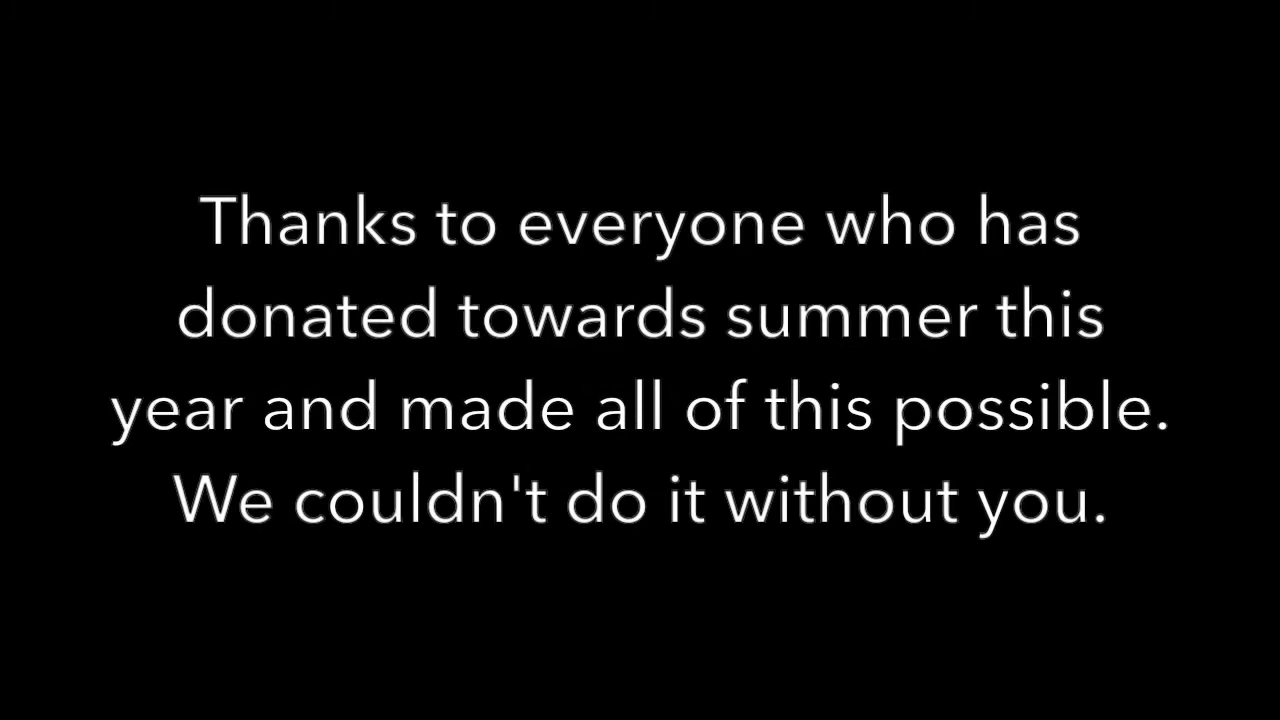 Thanks to everyone who has
donated towards summer this
year and made all of this possible.
We couldn't do it without you.